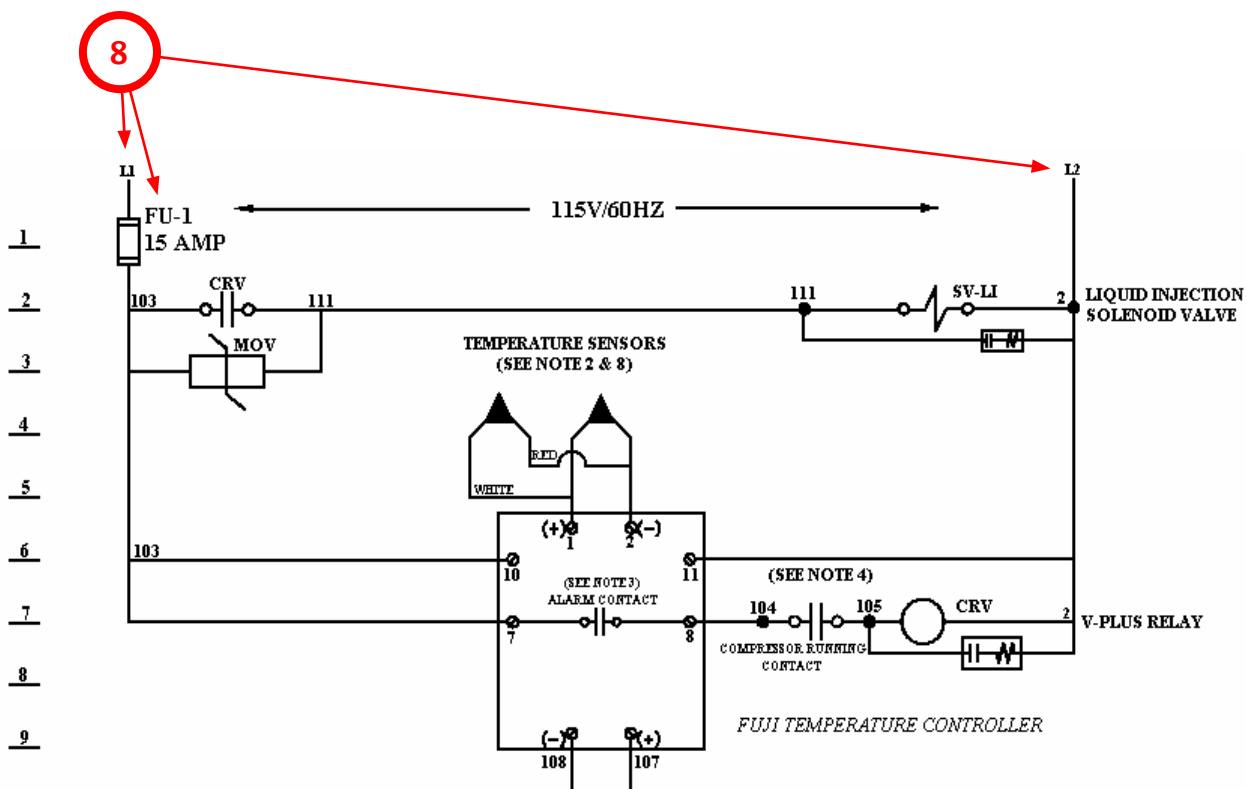 8
L1
L2
FU-1
15 AMP
115V/60HZ
1
CRV
2
103
111
111
SV-LI
2
LIQUID INJECTION
SOLENOID VALVE
MOV
3
TEMPERATURE SENSORS
(SEE NOTE 2 & 8)
4
RED
5
WHITE
(+)
(-)
1
2
6
103
10
11
(SEE NOTE 4)
(SEE NOTE 3)
ALARM CONTACT
7
7
8
104
105
CRV
2
V-PLUS RELAY
COMPRESSOR RUNNING
CONTACT
8
FUJI TEMPERATURE CONTROLLER
9
(-)
(+)
108
107